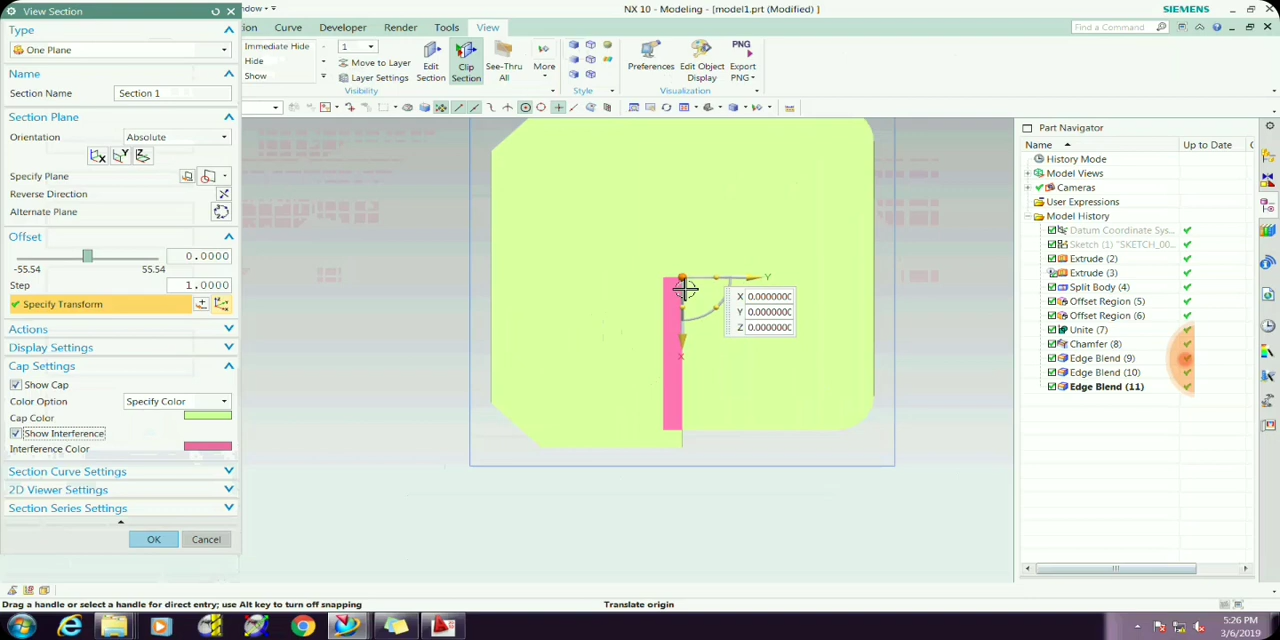 View Section
NX 10 - Modeling - [model1.prt (Modified) ]
SIEMENS
Type
One Plane
Name
Section Name
Section 1
Section Plane
Orientation
Absolute
Specify Plane
Reverse Direction
Alternate Plane
Offset
0.0000
-55.54
55.54
Step
1.0000
Specify Transform
Actions
Display Settings
Cap Settings
Show Cap
Color Option
Specify Color
Cap Color
Show Interference
Interference Color
Section Curve Settings
2D Viewer Settings
Section Series Settings
OK
Cancel
Curve
Developer
Render
Tools
View
Find a Command
Immediate Hide
Hide
Show
1
Move to Layer
Layer Settings
Visibility
Edit Section
Clip Section
See-Thru All
More
Style
Preferences
Edit Object Display
PNG
Export PNG
Visualization
Y
X
X 0.000000(
Y 0.000000(
Z 0.000000(
Part Navigator
Name
Up to Date
History Mode
Model Views
Cameras
User Expressions
Model History
Datum Coordinate Sys...
Sketch (1) "SKETCH_00...
Extrude (2)
Extrude (3)
Split Body (4)
Offset Region (5)
Offset Region (6)
Unite (7)
Chamfer (8)
Edge Blend (9)
Edge Blend (10)
Edge Blend (11)
Drag a handle or select a handle for direct entry; use Alt key to turn off snapping
Translate origin
5:26 PM
3/6/2019